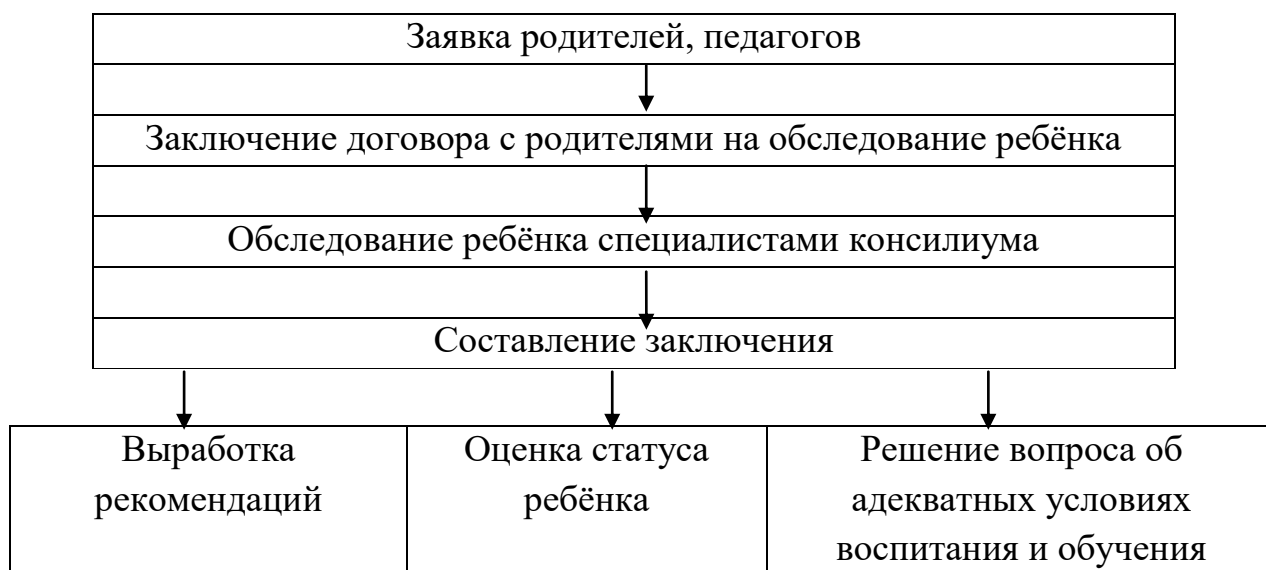 Заявка родителей, педагогов
Заключение договора с родителями на обследование ребёнка
Обследование ребёнка специалистами консилиума
Составление заключения
Выработка
рекомендаций
Оценка статуса
ребёнка
Решение вопроса об
адекватных условиях
воспитания и обучения